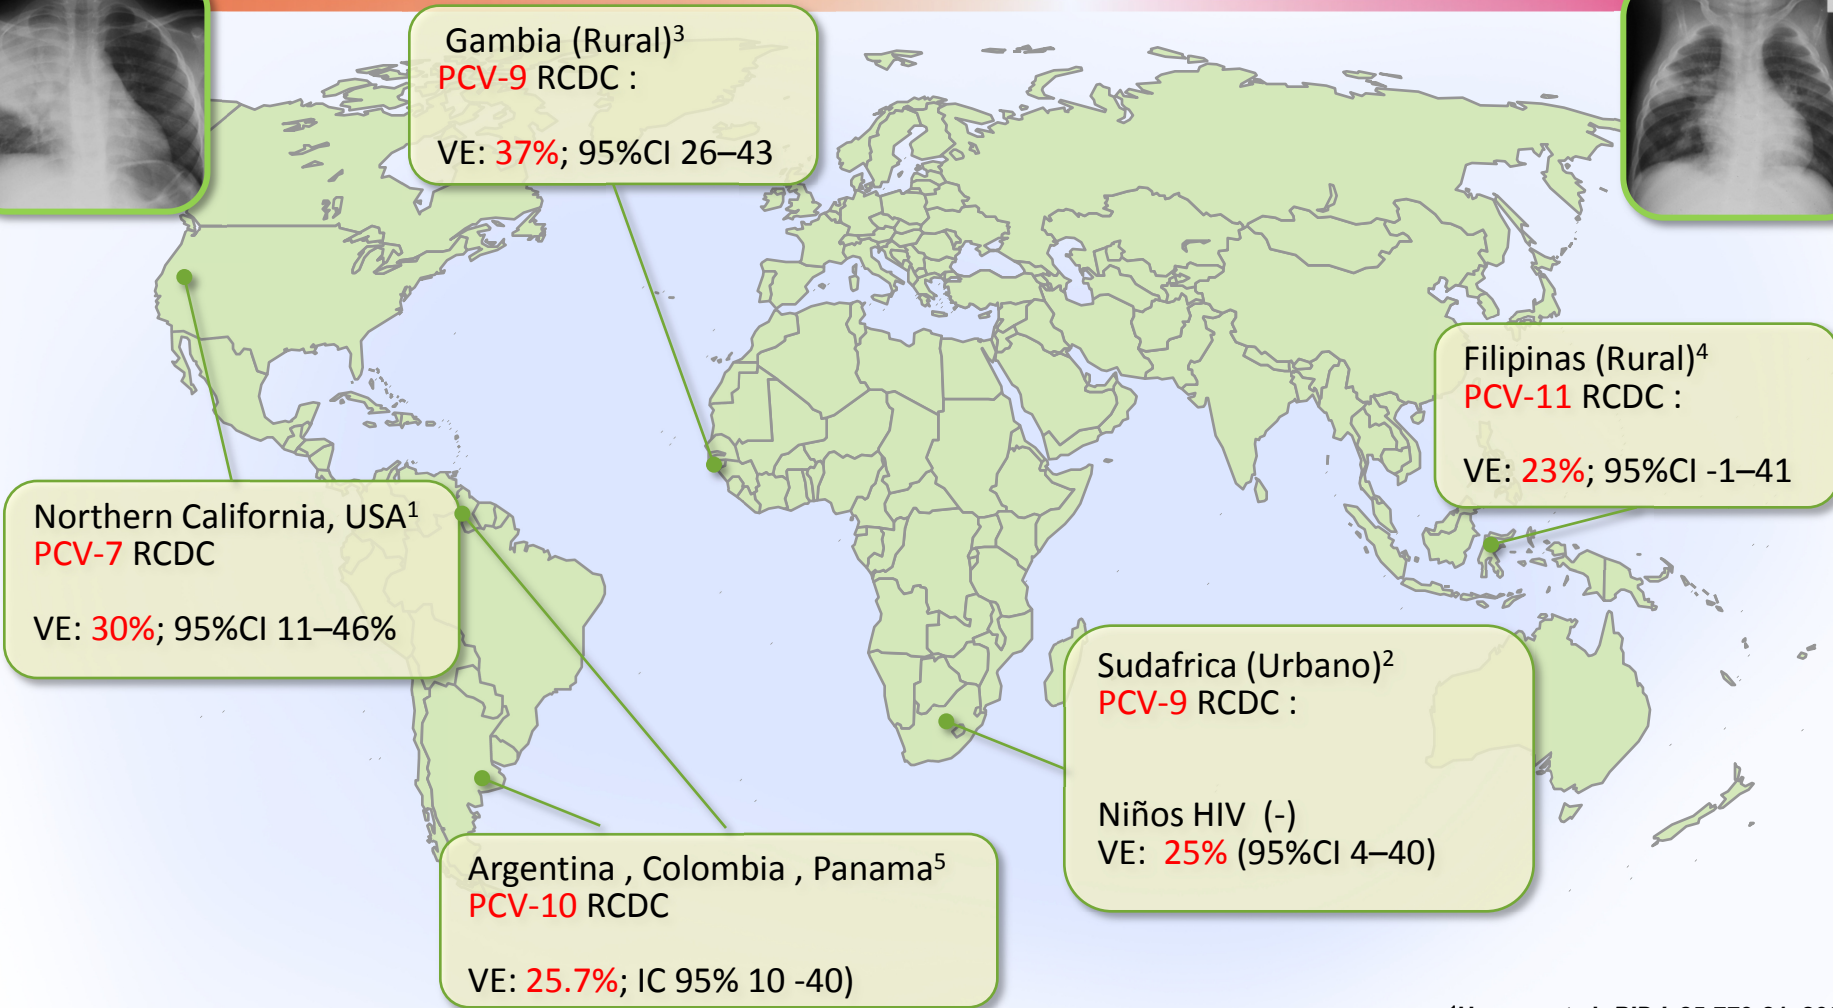 Gambia (Rural)³
PCV-9 RCDC :
VE: 37%; 95%CI 26–43
Filipinas (Rural)⁴
PCV-11 RCDC :
VE: 23%; 95%CI -1–41
Northern California, USA¹
PCV-7 RCDC
VE: 30%; 95%CI 11–46%
Sudafrica (Urbano)²
PCV-9 RCDC :
Niños HIV (-)
VE: 25% (95%CI 4–40)
Argentina , Colombia , Panama⁵
PCV-10 RCDC
VE: 25.7%; IC 95% 10 -40)